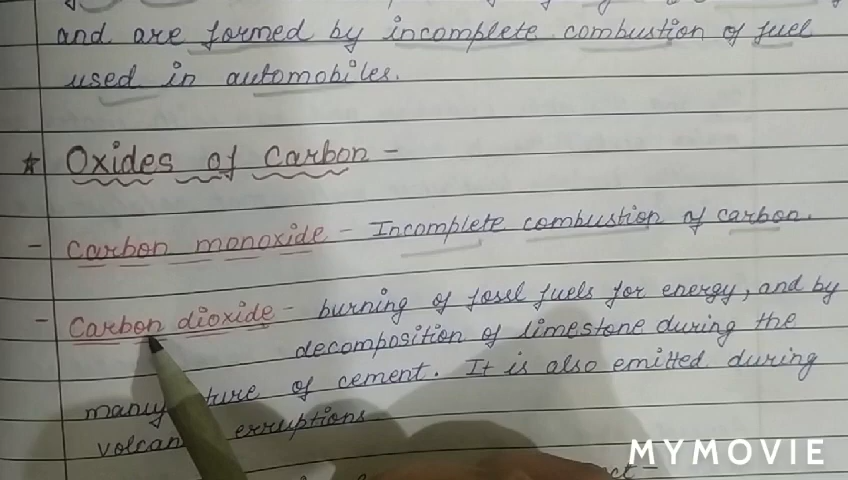 and are formed by incomplete combustion of fuel
used in automobiles.
* Oxides of Carbon -
- Carbon monoxide - Incomplete combustion of carbon.
- Carbon dioxide - burning of fossil fuels for energy, and by
decomposition of limestone during the
of cement. It is also emitted during
erruptions
MYMOVIE